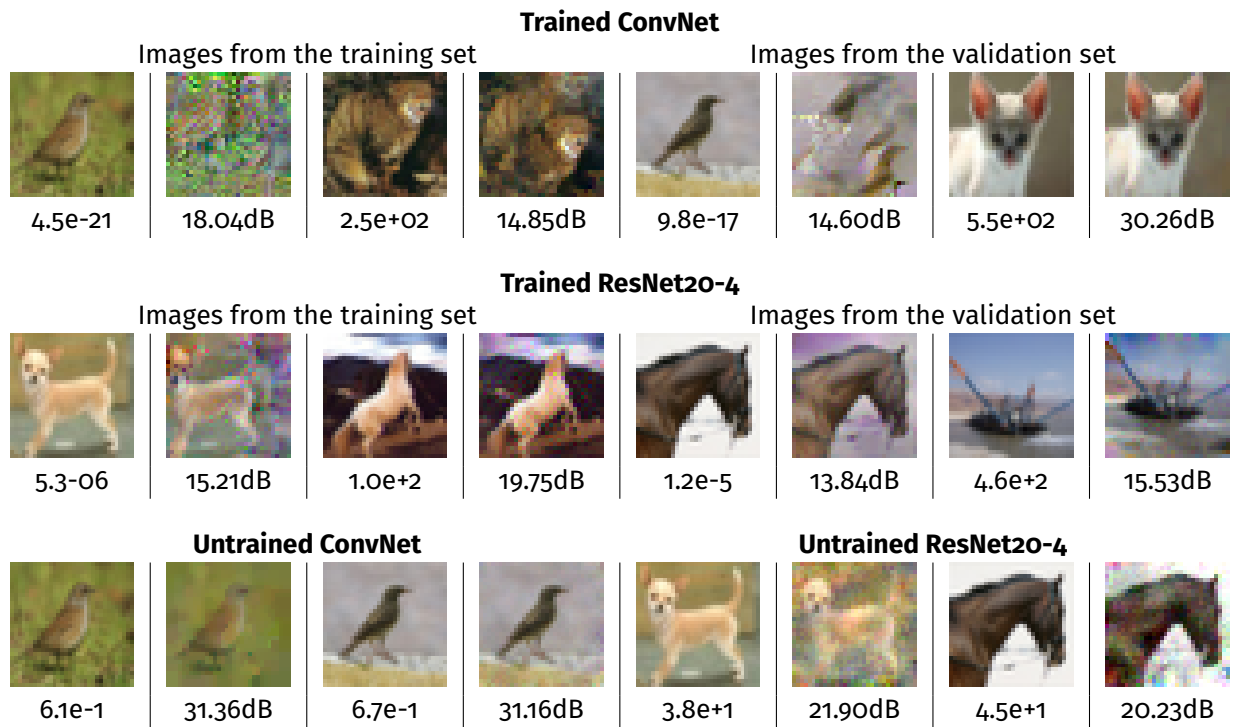 Trained ConvNet
Images from the training set Images from the validation set
4.5e-21 18.04dB 2.5e+02 14.85dB 9.8e-17 14.60dB 5.5e+02 30.26dB
Trained ResNet20-4
Images from the training set Images from the validation set
5.3-06 15.21dB 1.0e+2 19.75dB 1.2e-5 13.84dB 4.6e+2 15.53dB
Untrained ConvNet Untrained ResNet20-4
6.1e-1 31.36dB 6.7e-1 31.16dB 3.8e+1 21.90dB 4.5e+1 20.23dB